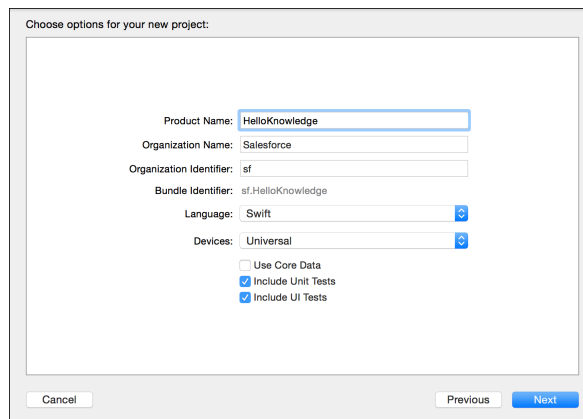 Choose options for your new project:
Product Name: HelloKnowledge
Organization Name: Salesforce
Organization Identifier: sf
Bundle Identifier: sf.HelloKnowledge
Language: Swift
Devices: Universal
Use Core Data
Include Unit Tests
Include UI Tests
Cancel Previous Next